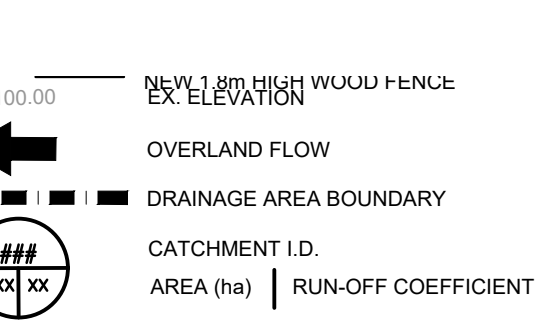 NEW 1.8m HIGH WOOD FENCE
00.00 EX. ELEVATION
OVERLAND FLOW
DRAINAGE AREA BOUNDARY
### CATCHMENT I.D.
XX XX AREA (ha) RUN-OFF COEFFICIENT